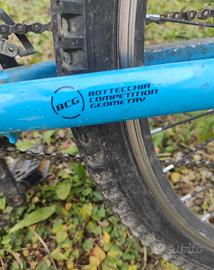 BCG
BOTTECCHIA
COMPETITION
GEOMETRY
subito